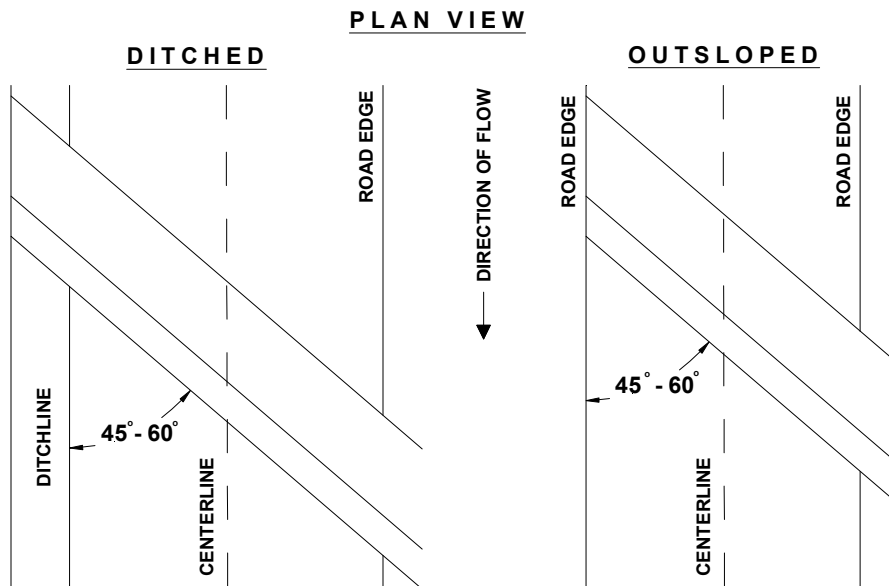 PLAN VIEW
DITCHED
OUTSLOPED
ROAD EDGE
DIRECTION OF FLOW
ROAD EDGE
ROAD EDGE
45° - 60°
45° - 60°
DITCHLINE
CENTERLINE
CENTERLINE